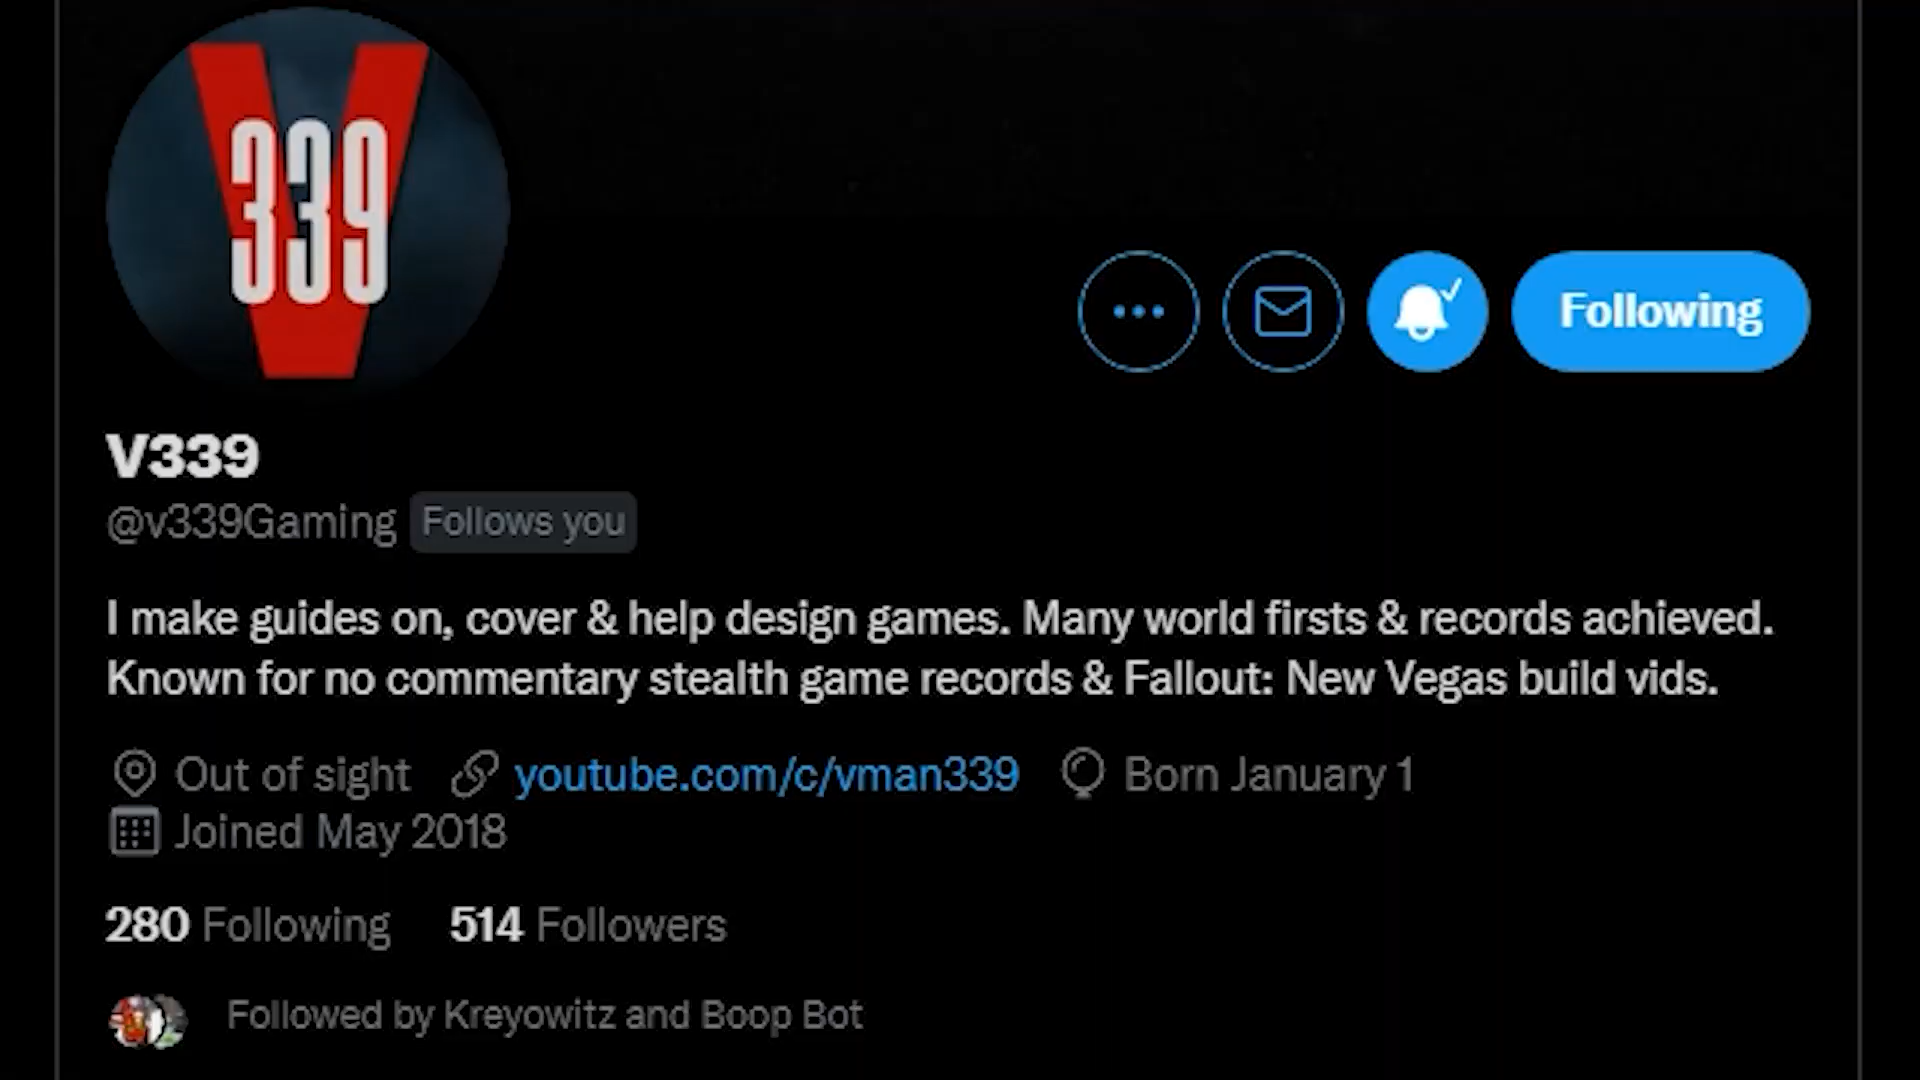 V
339
Following
V339
@v339Gaming Follows you
I make guides on, cover & help design games. Many world firsts & records achieved.
Known for no commentary stealth game records & Fallout: New Vegas build vids.
Out of sight youtube.com/c/vman339 Born January 1
Joined May 2018
280 Following 514 Followers
Followed by Kreyowitz and Boop Bot